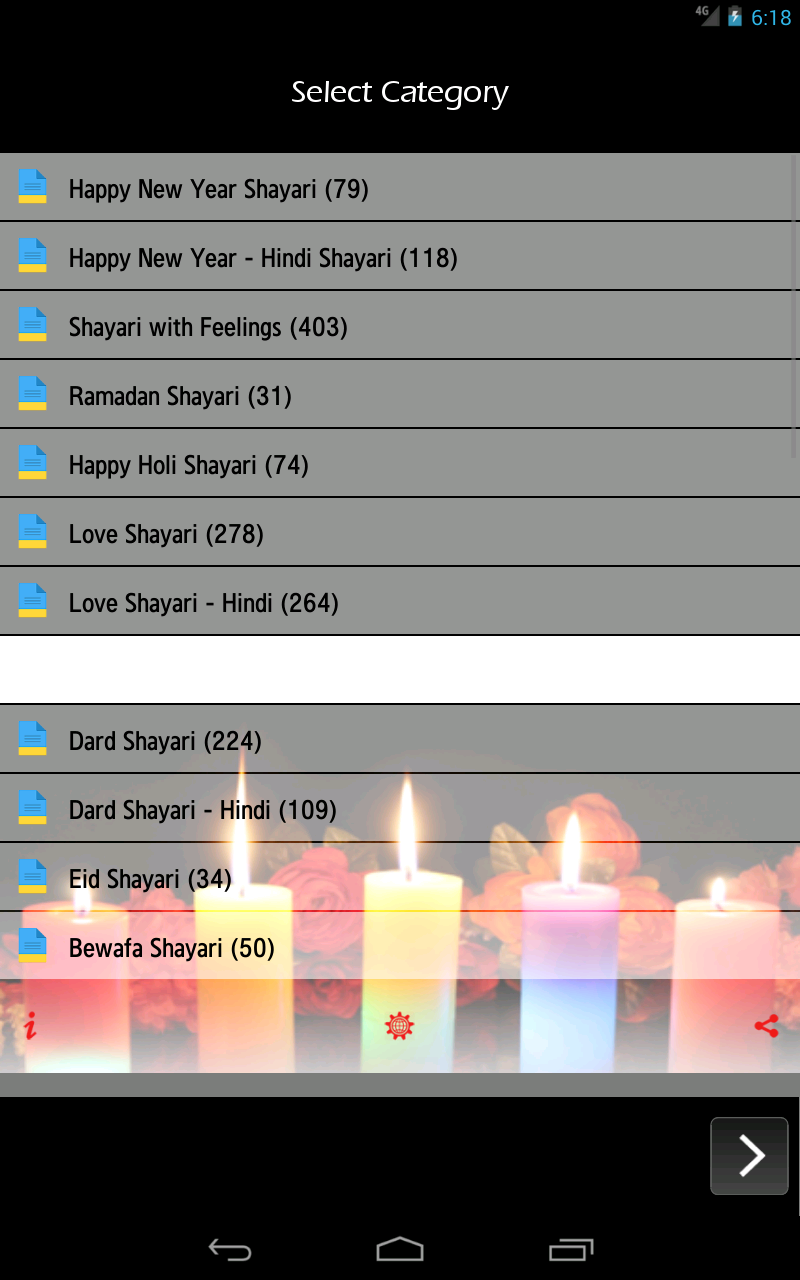 4G 6:18
Select Category
Happy New Year Shayari (79)
Happy New Year - Hindi Shayari (118)
Shayari with Feelings (403)
Ramadan Shayari (31)
Happy Holi Shayari (74)
Love Shayari (278)
Love Shayari - Hindi (264)
Dard Shayari (224)
Dard Shayari - Hindi (109)
Eid Shayari (34)
Bewafa Shayari (50)
i